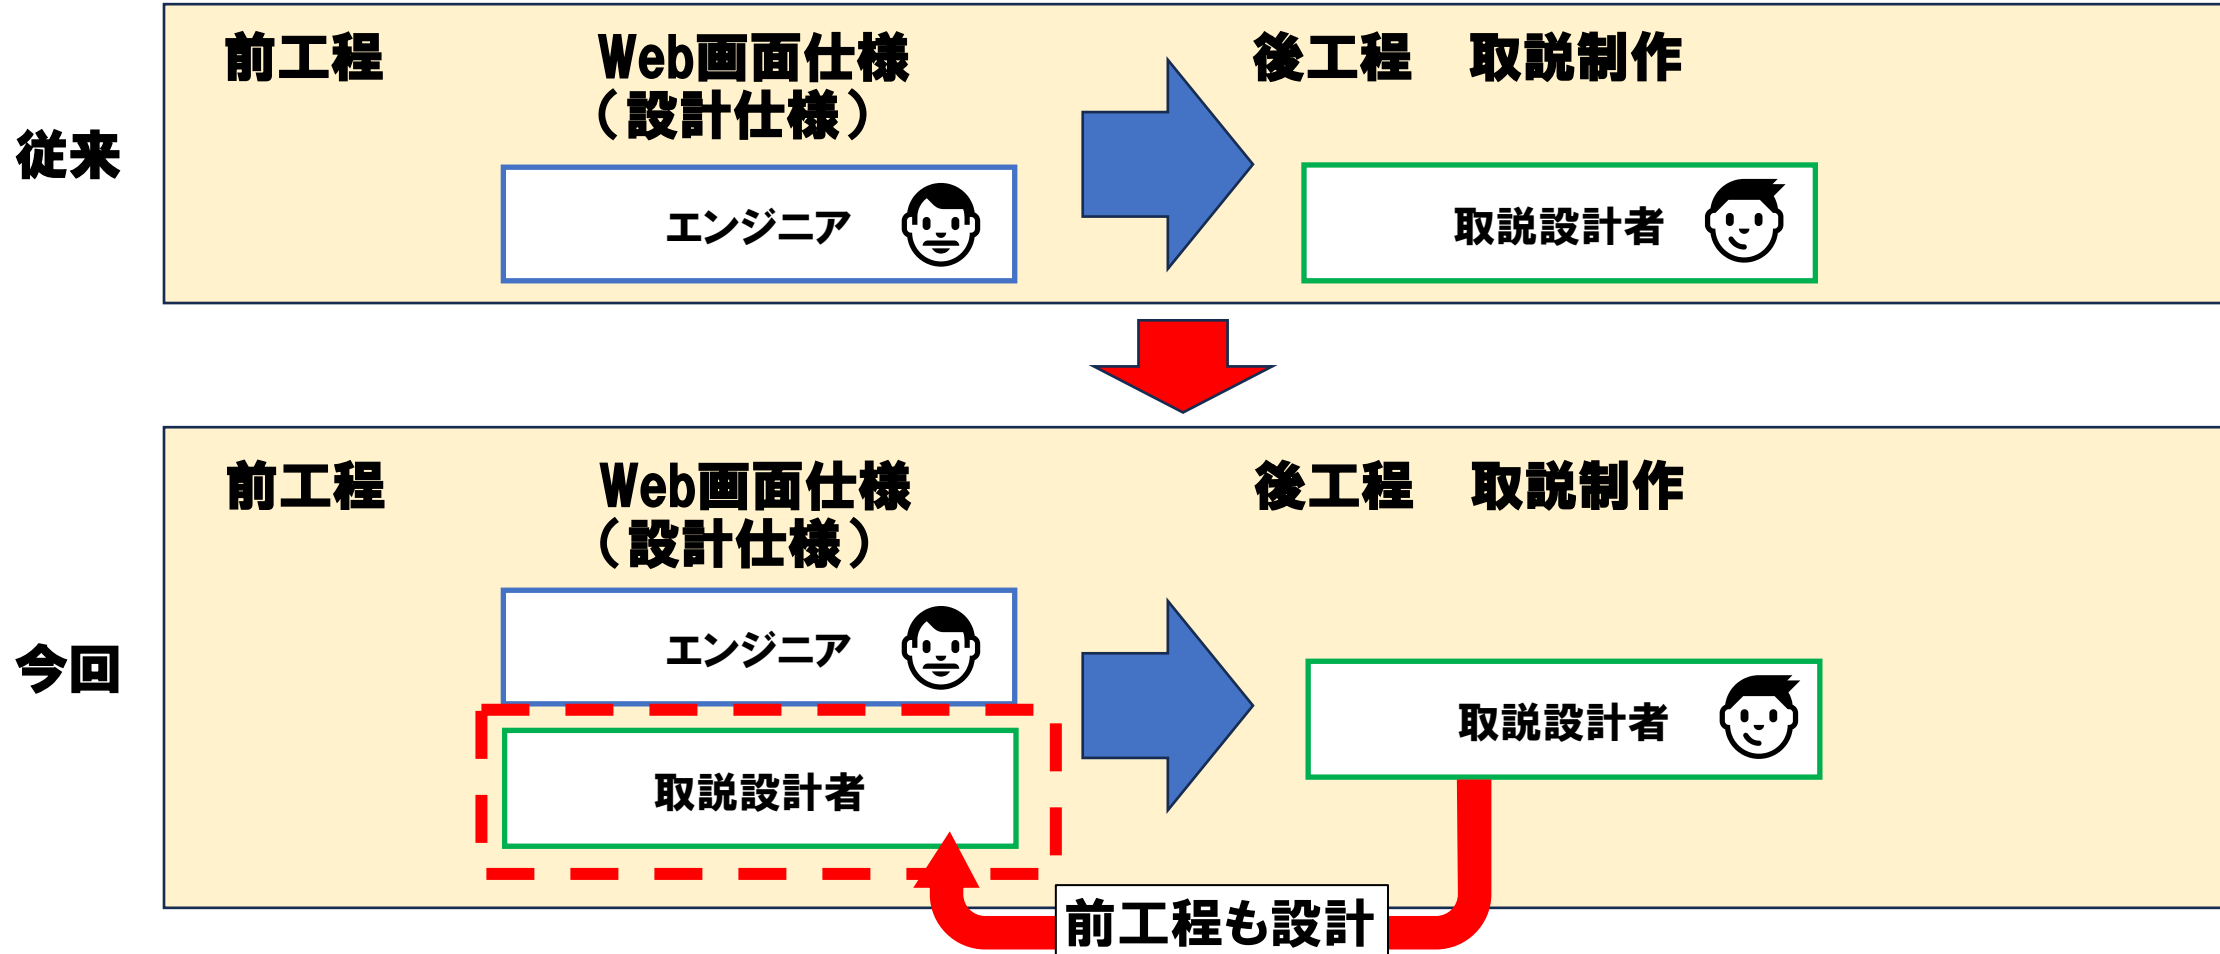 従来
前工程
Web画面仕様
（設計仕様）
エンジニア
後工程　取説制作
取説設計者
今回
前工程
Web画面仕様
（設計仕様）
エンジニア
取説設計者
後工程　取説制作
取説設計者
前工程も設計